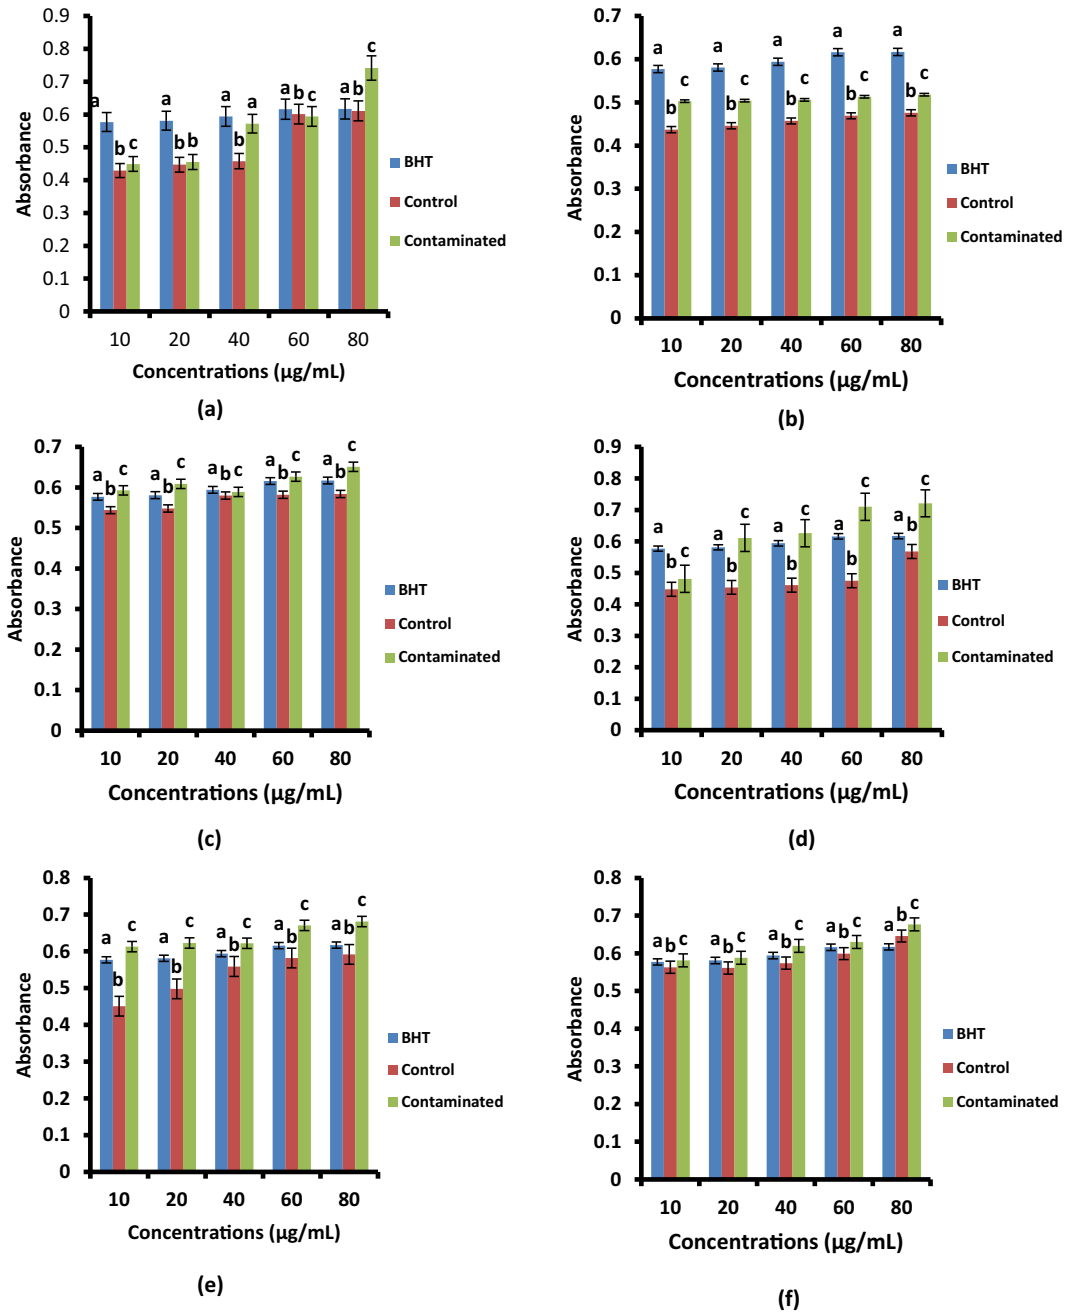 0.9
0.8
0.7
0.6
0.5
0.4
0.3
0.2
0.1
0
Absorbance
a b c
a b b
a b a
a b c
a b c
10 20 40 60 80
Concentrations (µg/mL)
BHT
Control
Contaminated
(a)
0.7
0.6
0.5
0.4
0.3
0.2
0.1
0
Absorbance
a b c
a b c
a b c
a b c
a b c
10 20 40 60 80
Concentrations (µg/mL)
BHT
Control
Contaminated
(b)
0.7
0.6
0.5
0.4
0.3
0.2
0.1
0
Absorbance
a b c
a b c
a b c
a b c
a b c
10 20 40 60 80
Concentrations (µg/mL)
BHT
Control
Contaminated
(c)
0.9
0.8
0.7
0.6
0.5
0.4
0.3
0.2
0.1
0
Absorbance
a b c
a b c
a b c
a b c
a b c
10 20 40 60 80
Concentrations (µg/mL)
BHT
Control
Contaminated
(d)
0.8
0.7
0.6
0.5
0.4
0.3
0.2
0.1
0
Absorbance
a b c
a b c
a b c
a b c
a b c
10 20 40 60 80
Concentrations (µg/mL)
BHT
Control
Contaminated
(e)
0.8
0.7
0.6
0.5
0.4
0.3
0.2
0.1
0
Absorbance
a b c
a b c
a b c
a b c
a b c
10 20 40 60 80
Concentrations (µg/mL)
BHT
Control
Contaminated
(f)